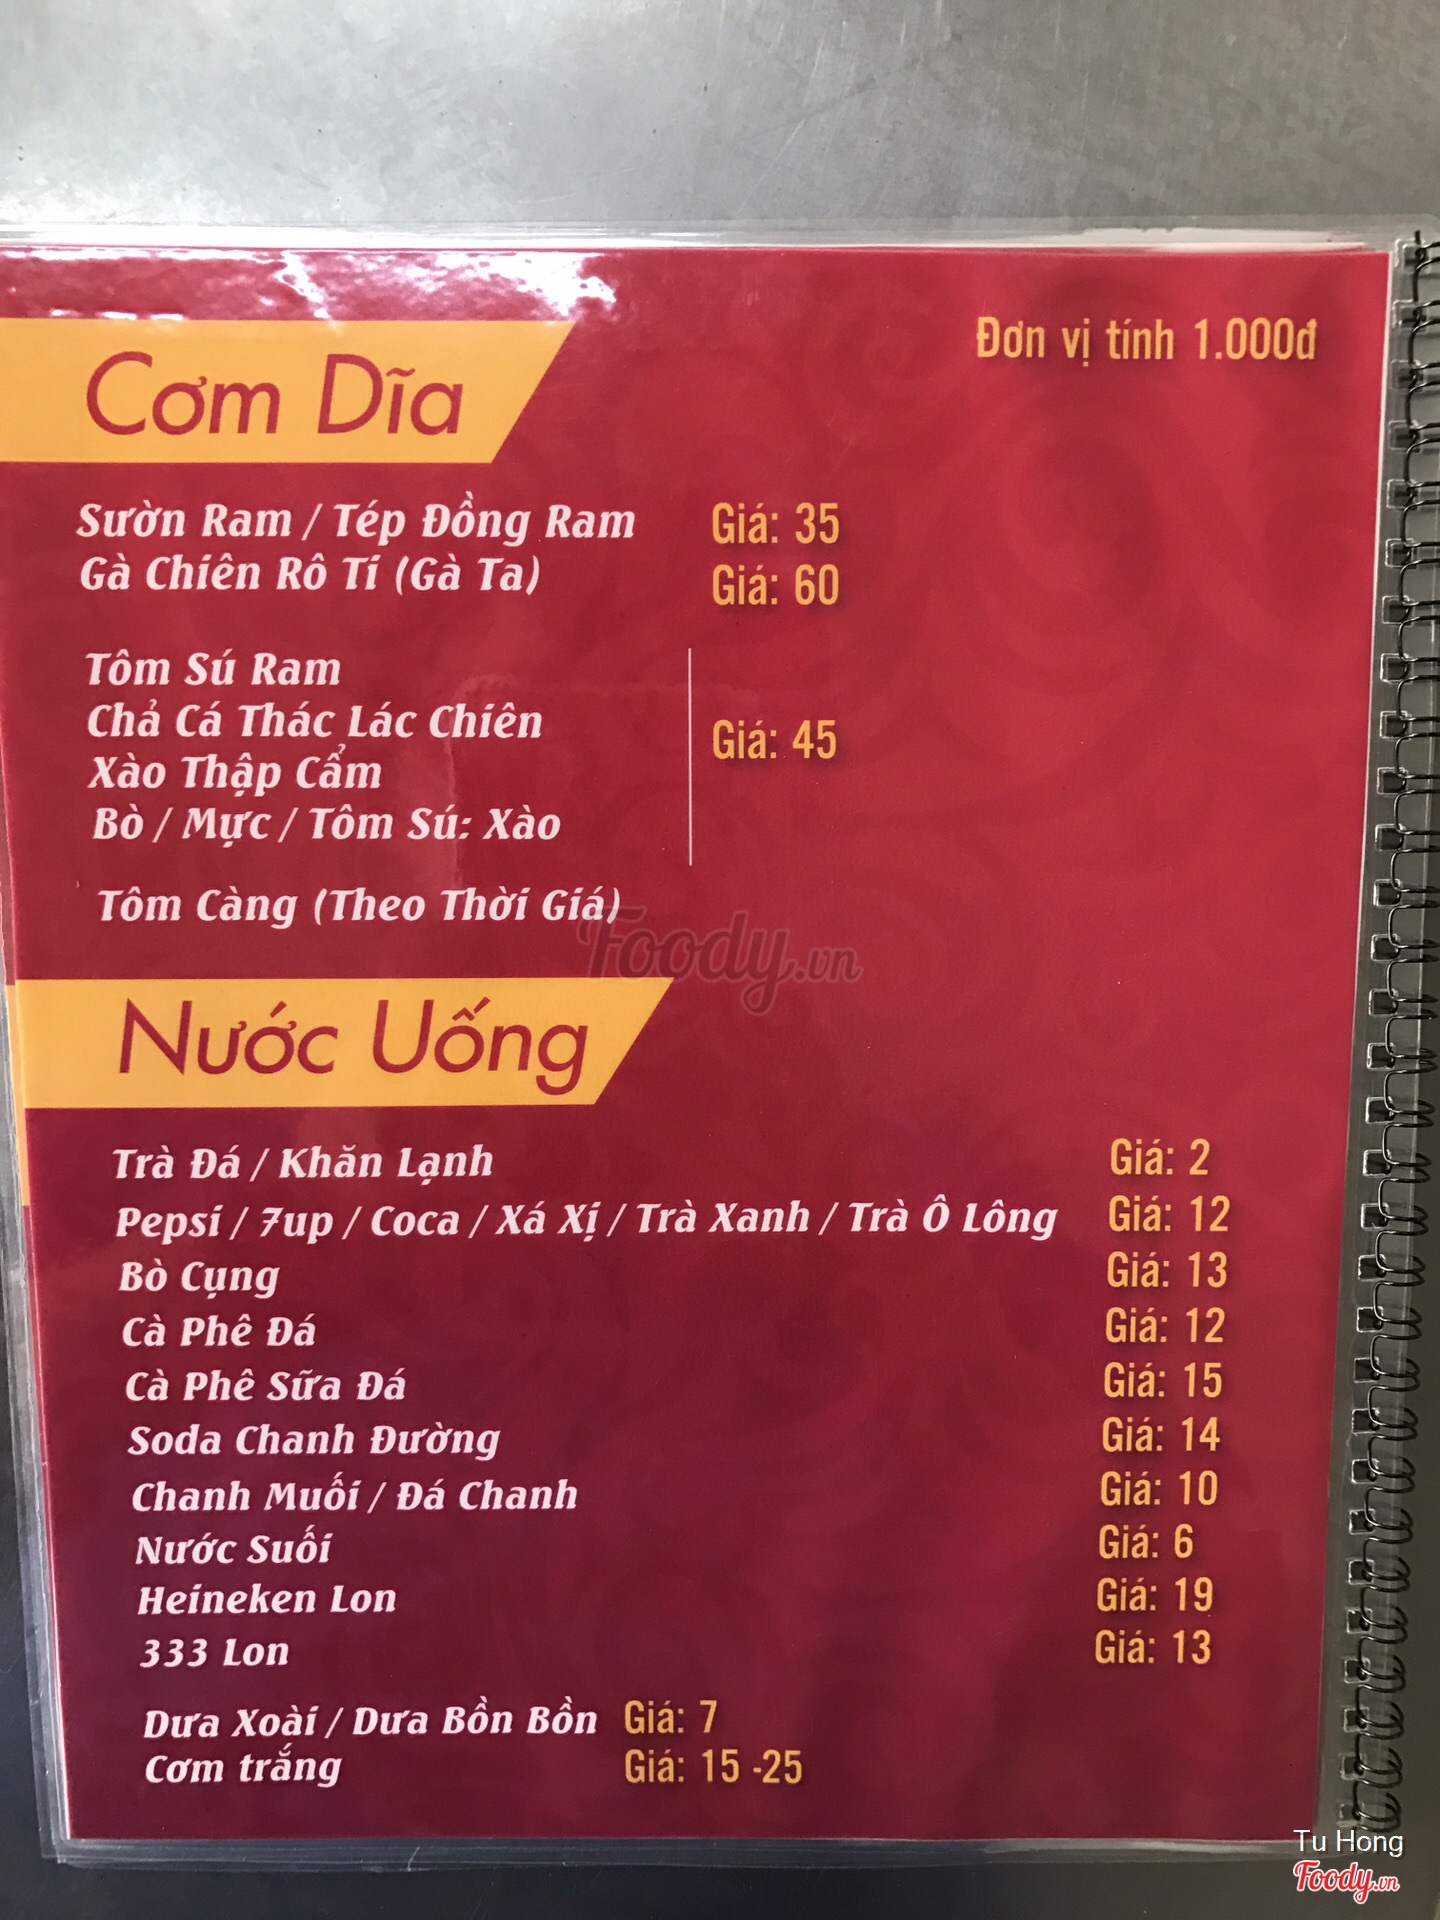 Đơn vị tính 1.000đ
Cơm Dĩa
Sườn Ram / Tép Đồng Ram Giá: 35
Gà Chiên Rô Ti (Gà Ta) Giá: 60
Tôm Sú Ram
Chả Cá Thác Lác Chiên
Giá: 45
Xào Thập Cẩm
Bò / Mực / Tôm Sú: Xào
Tôm Càng (Theo Thời Giá)
Foody.vn
Nước Uống
Trà Đá / Khăn Lạnh Giá: 2
Pepsi / 7up / Coca / Xá Xị / Trà Xanh / Trà Ô Lông Giá: 12
Bò Cụng Giá: 13
Cà Phê Đá Giá: 12
Cà Phê Sữa Đá Giá: 15
Soda Chanh Đường Giá: 14
Chanh Muối / Đá Chanh Giá: 10
Nước Suối Giá: 6
Heineken Lon Giá: 19
333 Lon Giá: 13
Dưa Xoài / Dưa Bồn Bồn Giá: 7
Cơm trắng Giá: 15 -25
Tu Hong
Foody.vn